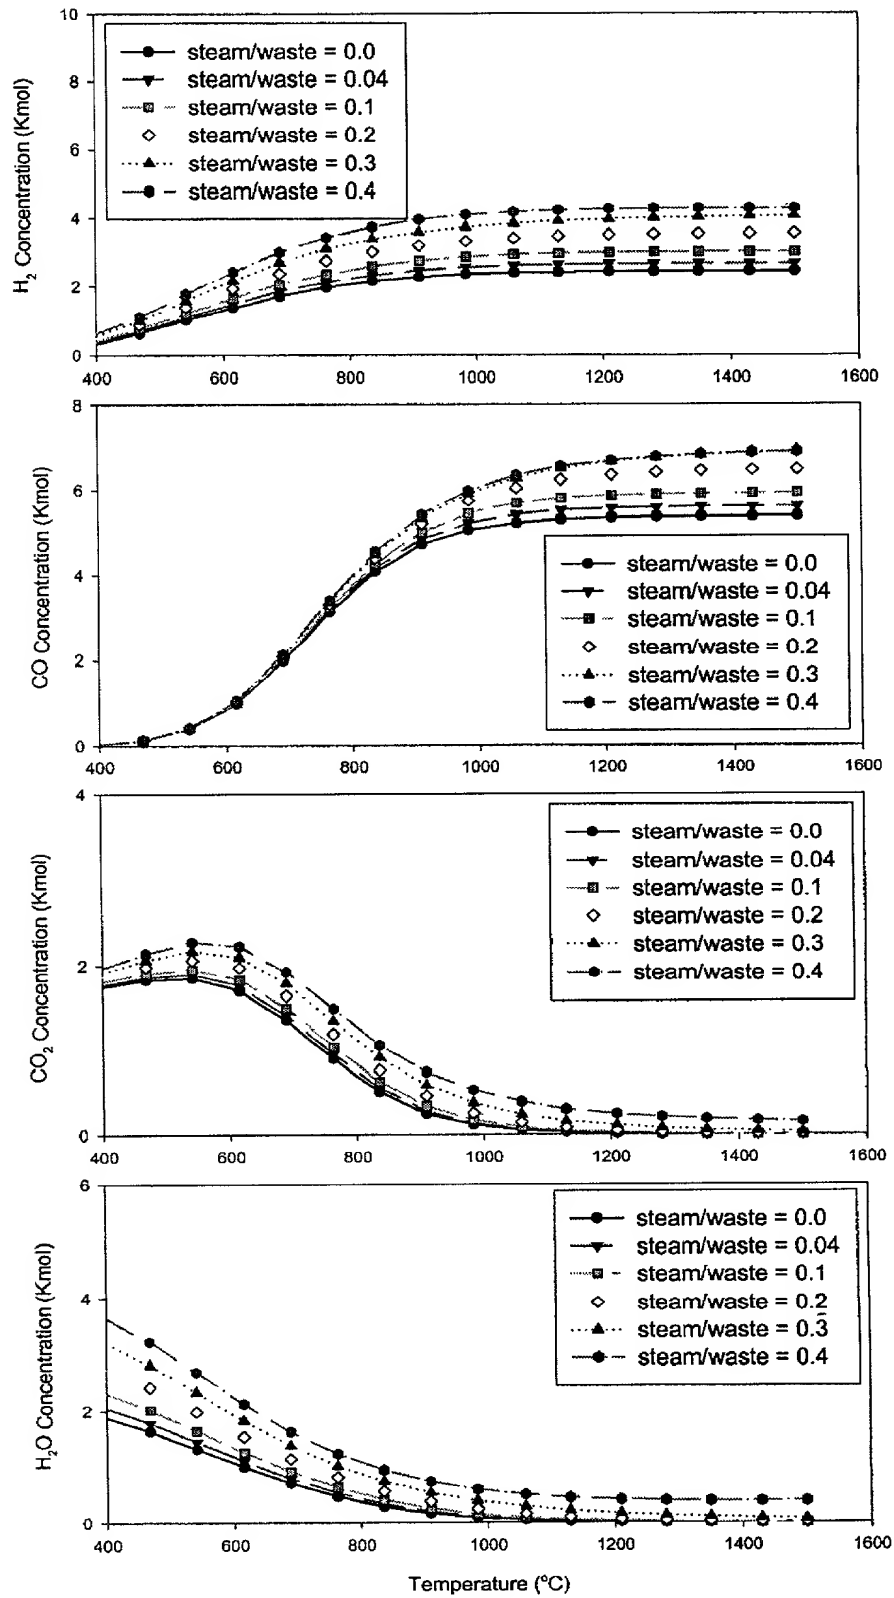 H2 Concentration (Kmol)
10
8
6
4
2
0
steam/waste = 0.0
steam/waste = 0.04
steam/waste = 0.1
steam/waste = 0.2
steam/waste = 0.3
steam/waste = 0.4
400 600 800 1000 1200 1400 1600
CO Concentration (Kmol)
8
6
4
2
0
steam/waste = 0.0
steam/waste = 0.04
steam/waste = 0.1
steam/waste = 0.2
steam/waste = 0.3
steam/waste = 0.4
400 600 800 1000 1200 1400 1600
CO2 Concentration (Kmol)
4
2
0
steam/waste = 0.0
steam/waste = 0.04
steam/waste = 0.1
steam/waste = 0.2
steam/waste = 0.3
steam/waste = 0.4
400 600 800 1000 1200 1400 1600
H2O Concentration (Kmol)
6
4
2
0
steam/waste = 0.0
steam/waste = 0.04
steam/waste = 0.1
steam/waste = 0.2
steam/waste = 0.3
steam/waste = 0.4
400 600 800 1000 1200 1400 1600
Temperature (°C)